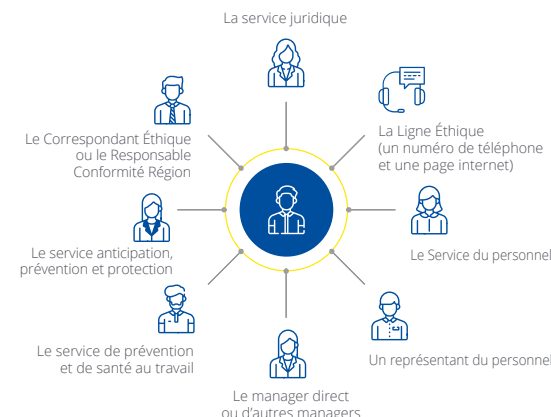 La service juridique
La Ligne Éthique
(un numéro de téléphone
et une page internet)
Le Service du personnel
Un représentant du personnel
Le manager direct
ou d'autres managers
Le service de prévention
et de santé au travail
Le service anticipation,
prévention et protection
Le Correspondant Éthique
ou le Responsable
Conformité Région